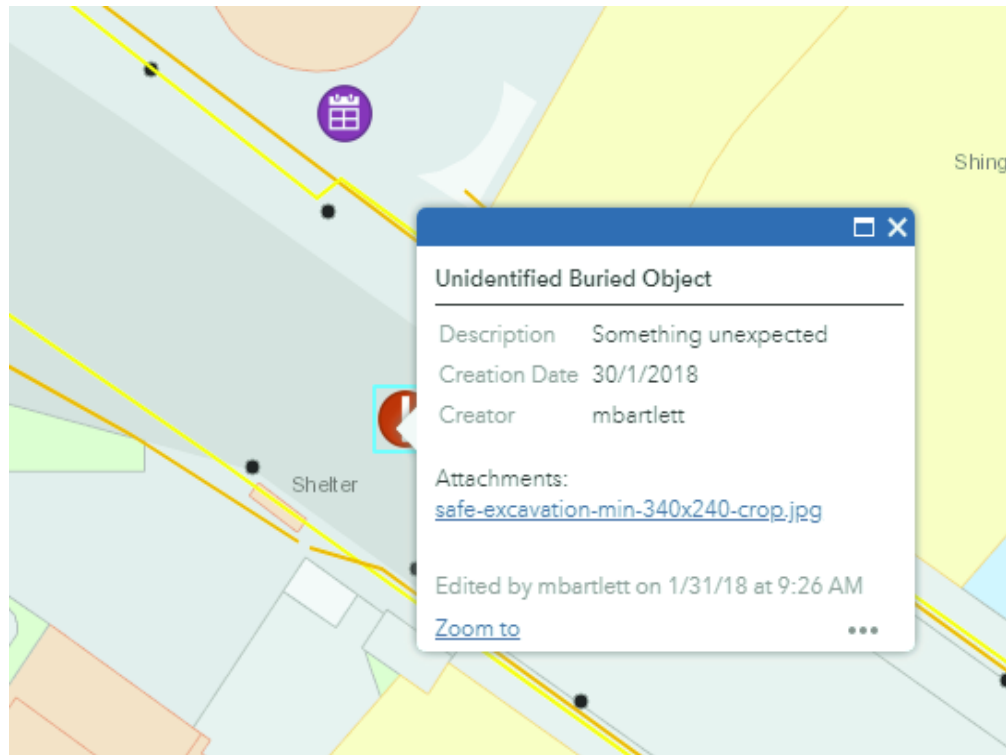 Shing
Unidentified Buried Object
Description Something unexpected
Creation Date 30/1/2018
Creator mbartlett
Attachments:
safe-excavation-min-340x240-crop.jpg
Shelter
Edited by mbartlett on 1/31/18 at 9:26 AM
Zoom to